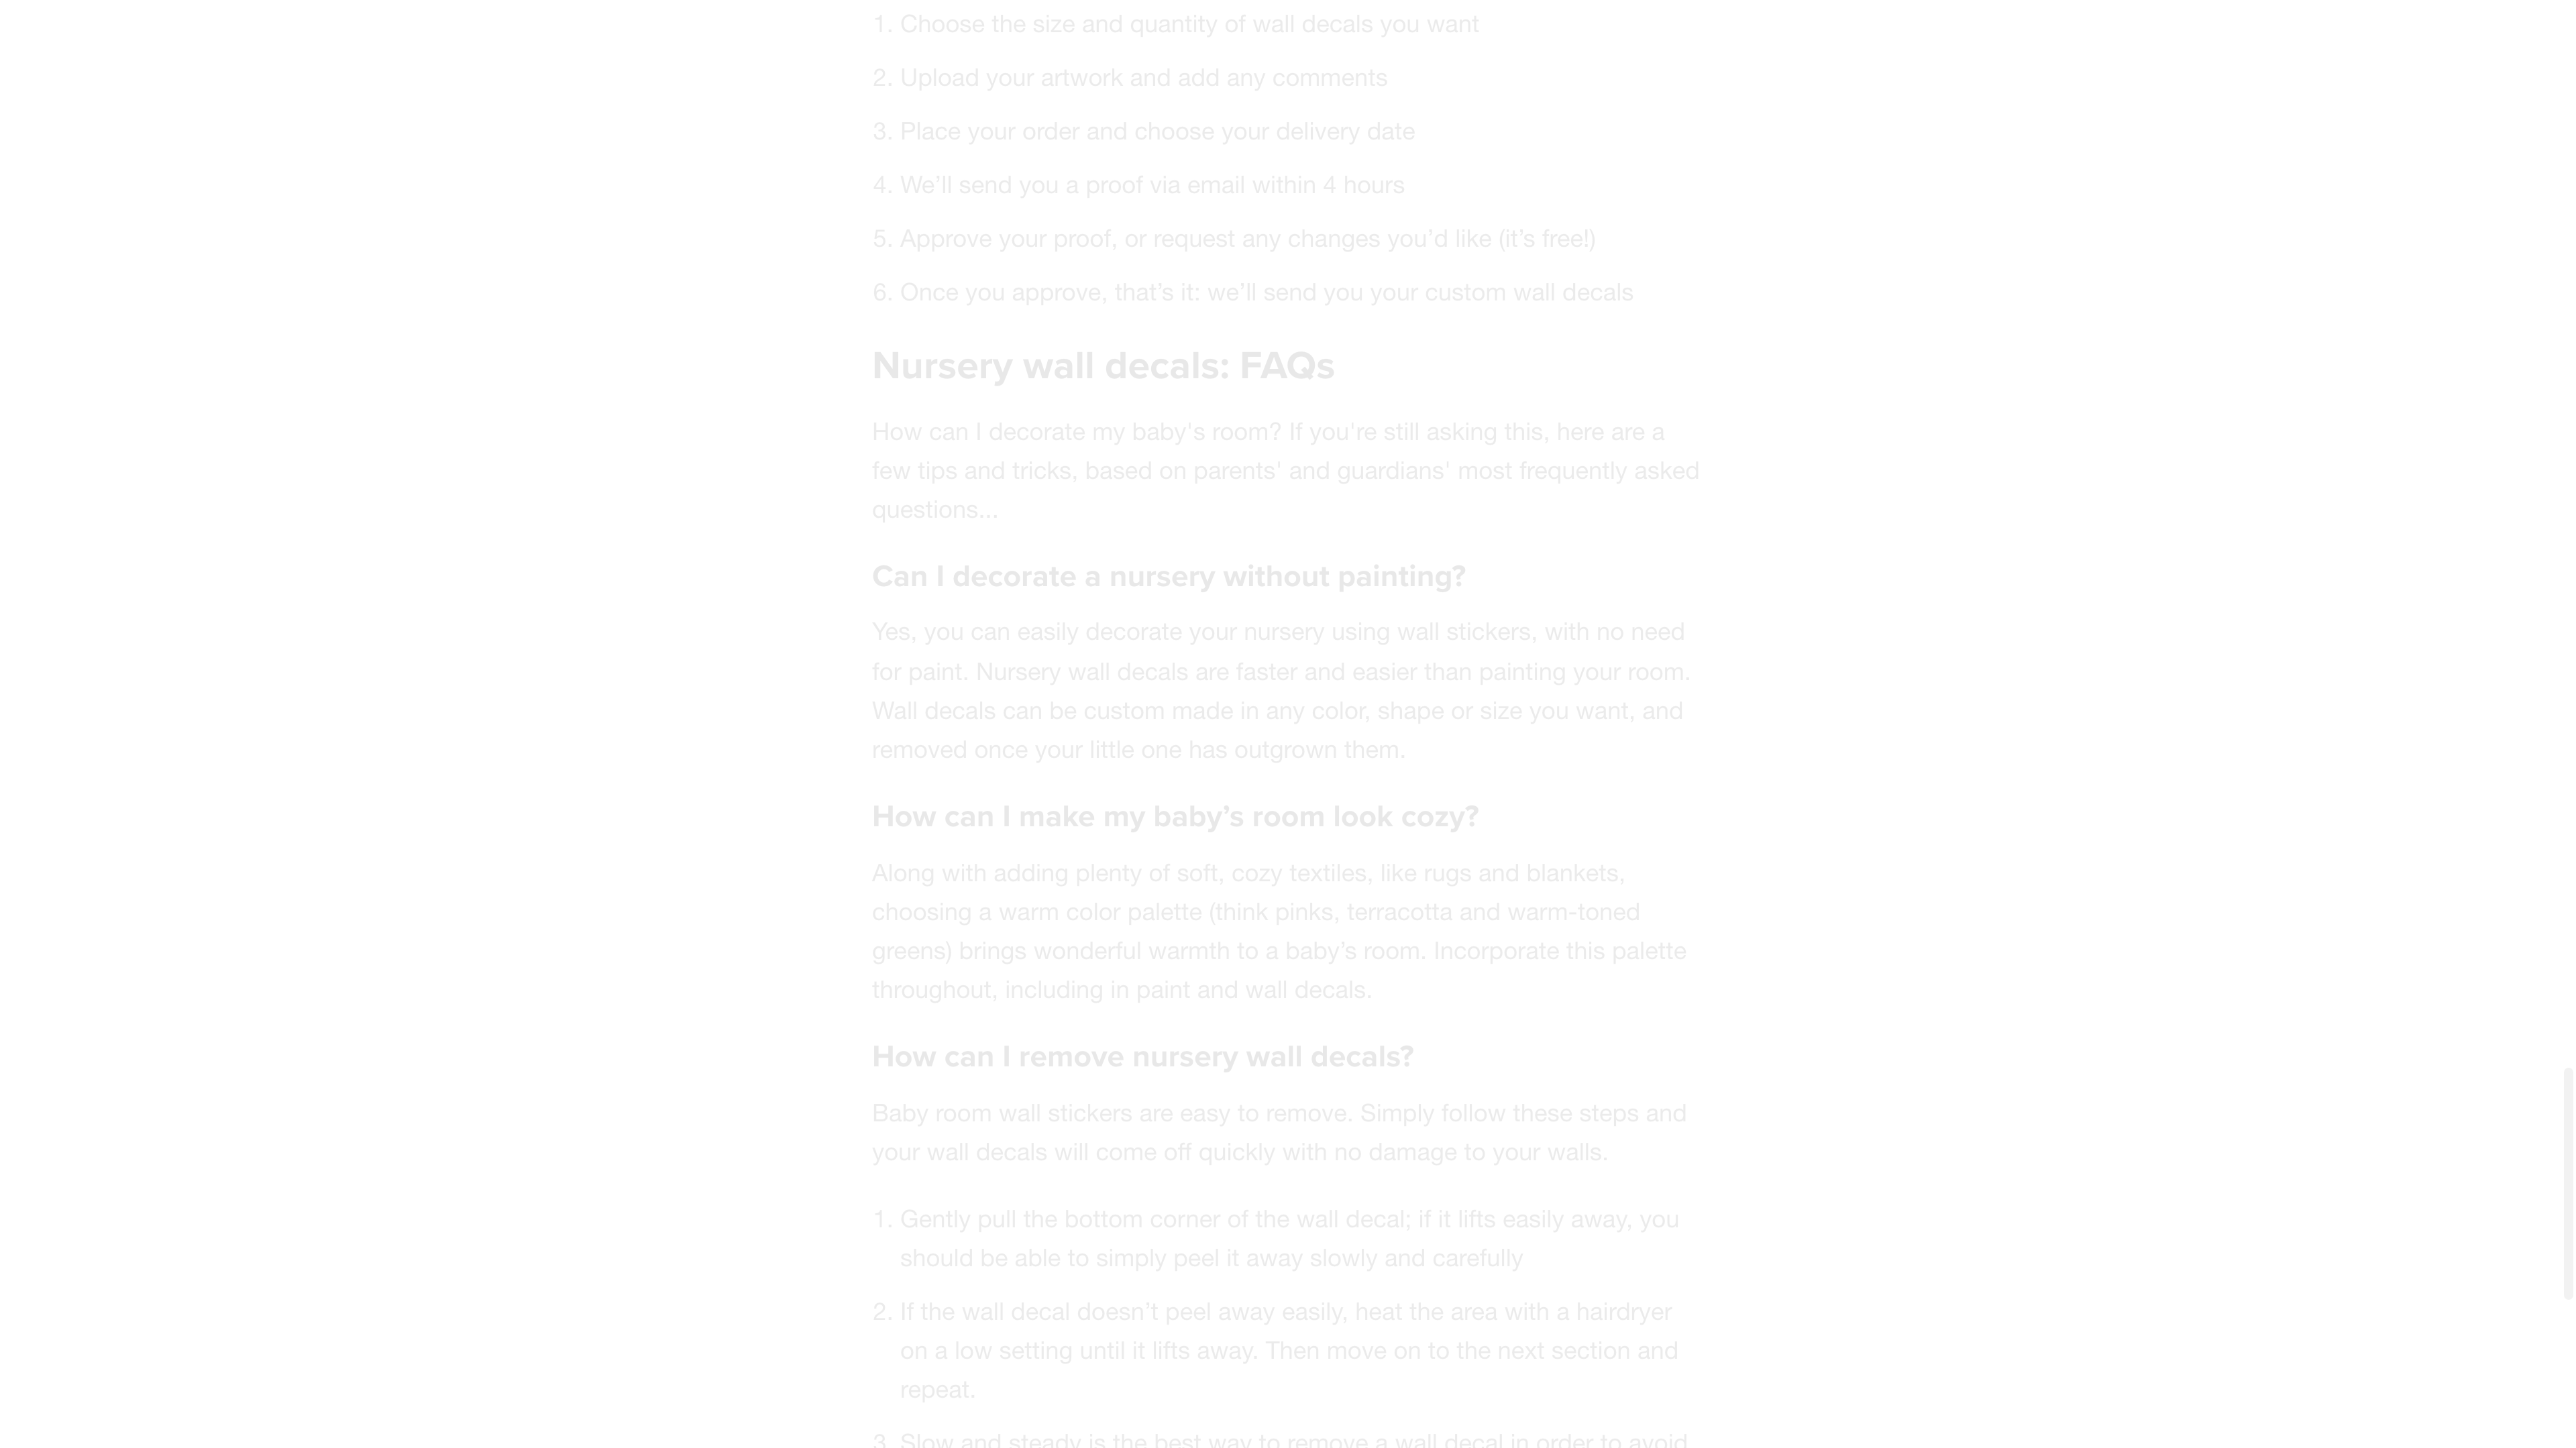 1. Choose the size and quantity of wall decals you want
2. Upload your artwork and add any comments
3. Place your order and choose your delivery date
4. We’ll send you a proof via email within 4 hours
5. Approve your proof, or request any changes you’d like (it’s free!)
6. Once you approve, that’s it: we’ll send you your custom wall decals
Nursery wall decals: FAQs
How can I decorate my baby's room? If you're still asking this, here are a
few tips and tricks, based on parents' and guardians' most frequently asked
questions...
Can I decorate a nursery without painting?
Yes, you can easily decorate your nursery using wall stickers, with no need
for paint. Nursery wall decals are faster and easier than painting your room.
Wall decals can be custom made in any color, shape or size you want, and
removed once your little one has outgrown them.
How can I make my baby’s room look cozy?
Along with adding plenty of soft, cozy textiles, like rugs and blankets,
choosing a warm color palette (think pinks, terracotta and warm-toned
greens) brings wonderful warmth to a baby’s room. Incorporate this palette
throughout, including in paint and wall decals.
How can I remove nursery wall decals?
Baby room wall stickers are easy to remove. Simply follow these steps and
your wall decals will come off quickly with no damage to your walls.
1. Gently pull the bottom corner of the wall decal; if it lifts easily away, you
should be able to simply peel it away slowly and carefully
2. If the wall decal doesn’t peel away easily, heat the area with a hairdryer
on a low setting until it lifts away. Then move on to the next section and
repeat.
3. Slow and steady is the best way to remove a wall decal in order to avoid